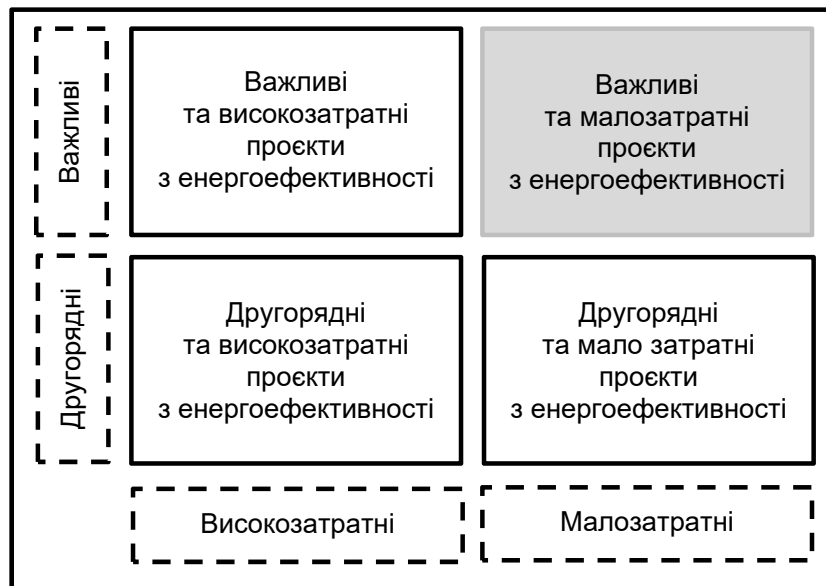 Важливі
Важливі
та високозатратні
проєкти
з енергоефективності
Важливі
та малозатратні
проєкти
з енергоефективності
Другорядні
Другорядні
та високозатратні
проєкти
з енергоефективності
Другорядні
та мало затратні
проєкти
з енергоефективності
Високозатратні
Малозатратні